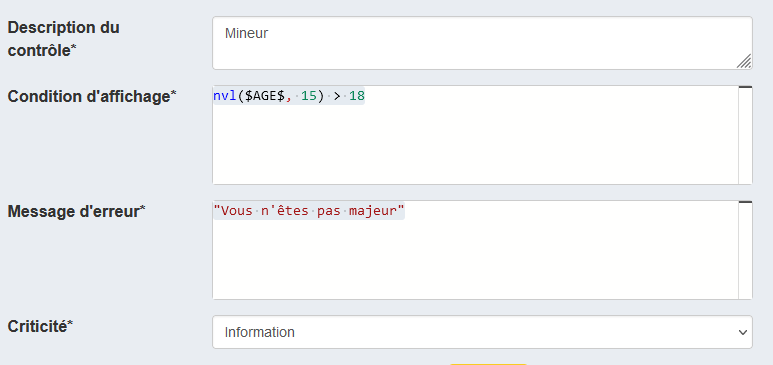 Description du
contrôle*
Mineur
Condition d'affichage*
nvl($AGE$, 15) > 18
Message d'erreur*
"Vous n'êtes pas majeur"
Criticité*
Information